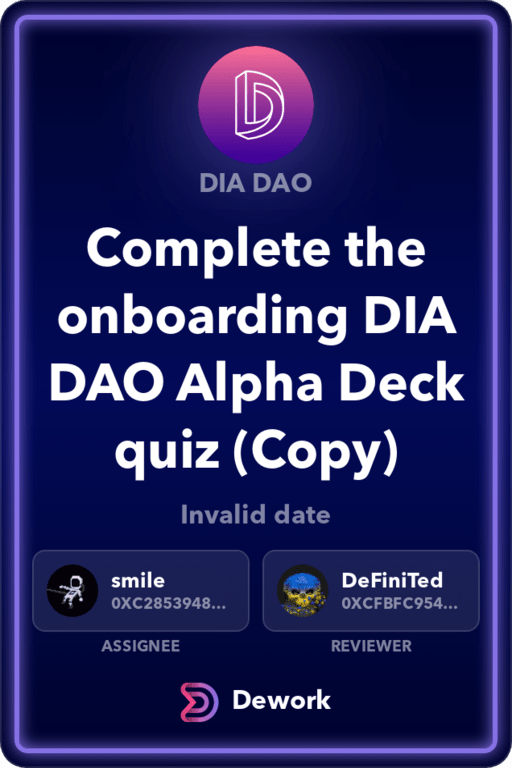 DIA DAO
Complete the
onboarding DIA
DAO Alpha Deck
quiz (Copy)
Invalid date
smile
0XC2853948...
ASSIGNEE
DeFiniTed
0XCFBFC954...
REVIEWER
Dework